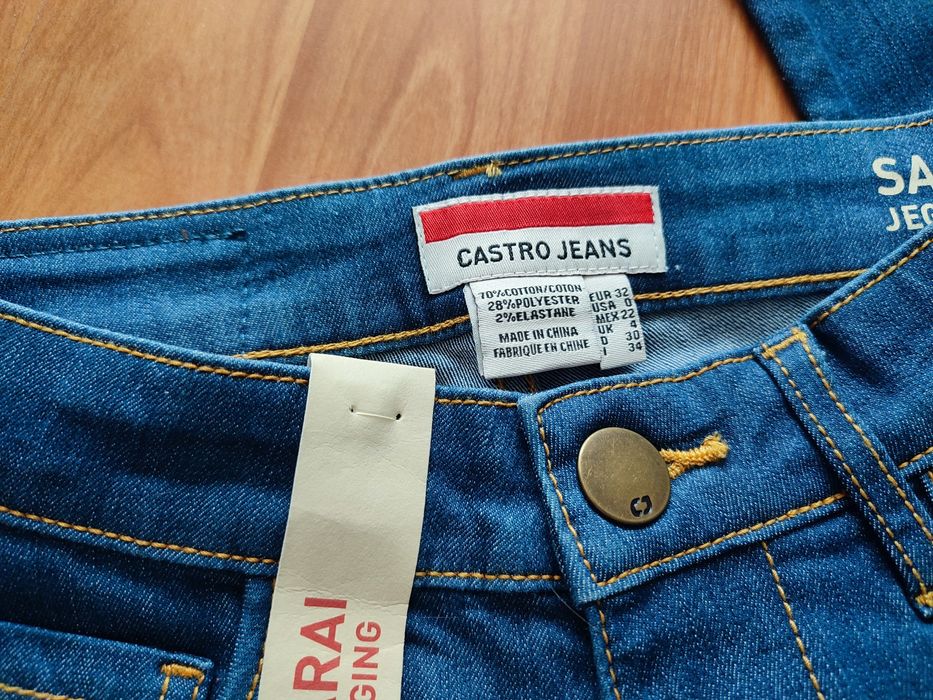 CASTRO JEANS
70%COTTON/COTON
28%POLYESTER
2%ELASTANE
MADE IN CHINA
FABRIQUE EN CHINE
EUR 32
USA 0
MEX 22
UK 4
D 30
I 34
SA
JEG
ARAI
GING